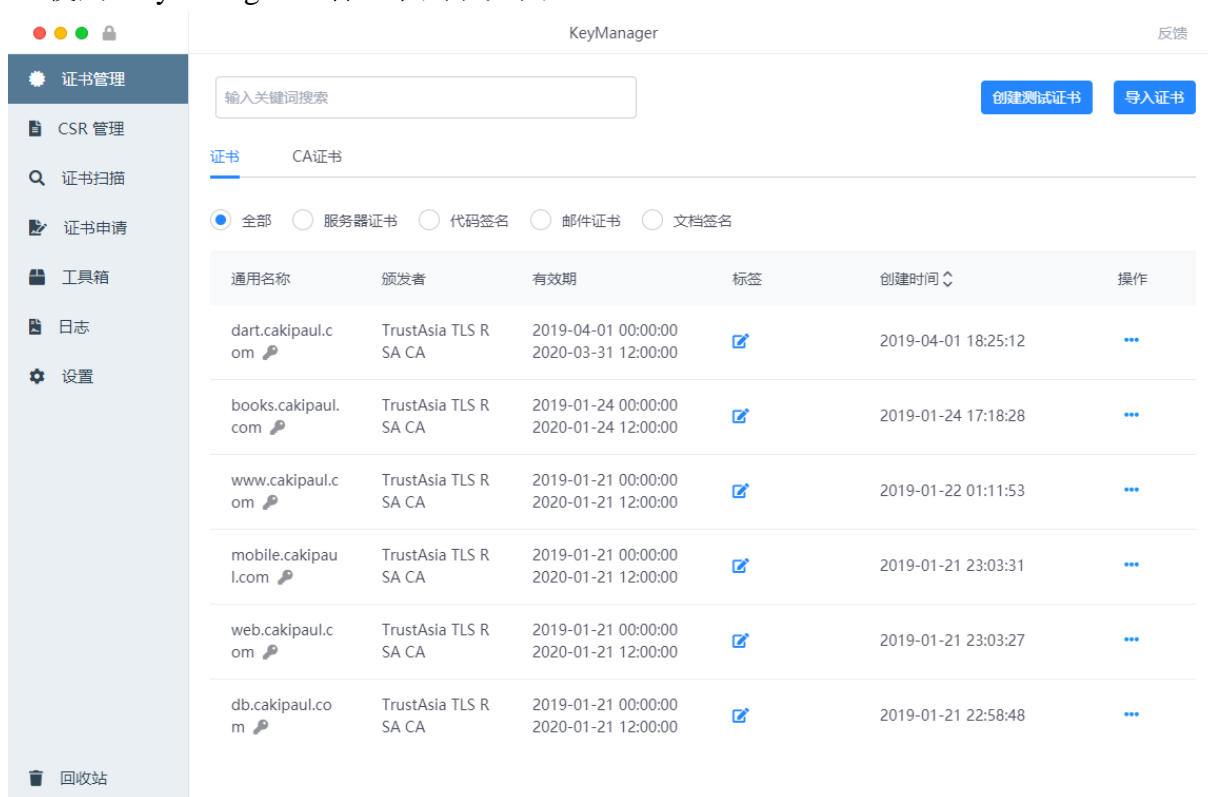 KeyManager
反馈
证书管理
CSR 管理
证书扫描
证书申请
工具箱
日志
设置
回收站
输入关键词搜索
创建测试证书 导入证书
证书 CA证书
全部 服务器证书 代码签名 邮件证书 文档签名
通用名称 颁发者 有效期 标签 创建时间 操作
dart.cakipaul.c TrustAsia TLS R 2019-04-01 00:00:00 2019-04-01 18:25:12
om SA CA 2020-03-31 12:00:00
books.cakipaul. TrustAsia TLS R 2019-01-24 00:00:00 2019-01-24 17:18:28
com SA CA 2020-01-24 12:00:00
www.cakipaul.c TrustAsia TLS R 2019-01-21 00:00:00 2019-01-22 01:11:53
om SA CA 2020-01-21 12:00:00
mobile.cakipau TrustAsia TLS R 2019-01-21 00:00:00 2019-01-21 23:03:31
l.com SA CA 2020-01-21 12:00:00
web.cakipaul.c TrustAsia TLS R 2019-01-21 00:00:00 2019-01-21 23:03:27
om SA CA 2020-01-21 12:00:00
db.cakipaul.co TrustAsia TLS R 2019-01-21 00:00:00 2019-01-21 22:58:48
m SA CA 2020-01-21 12:00:00